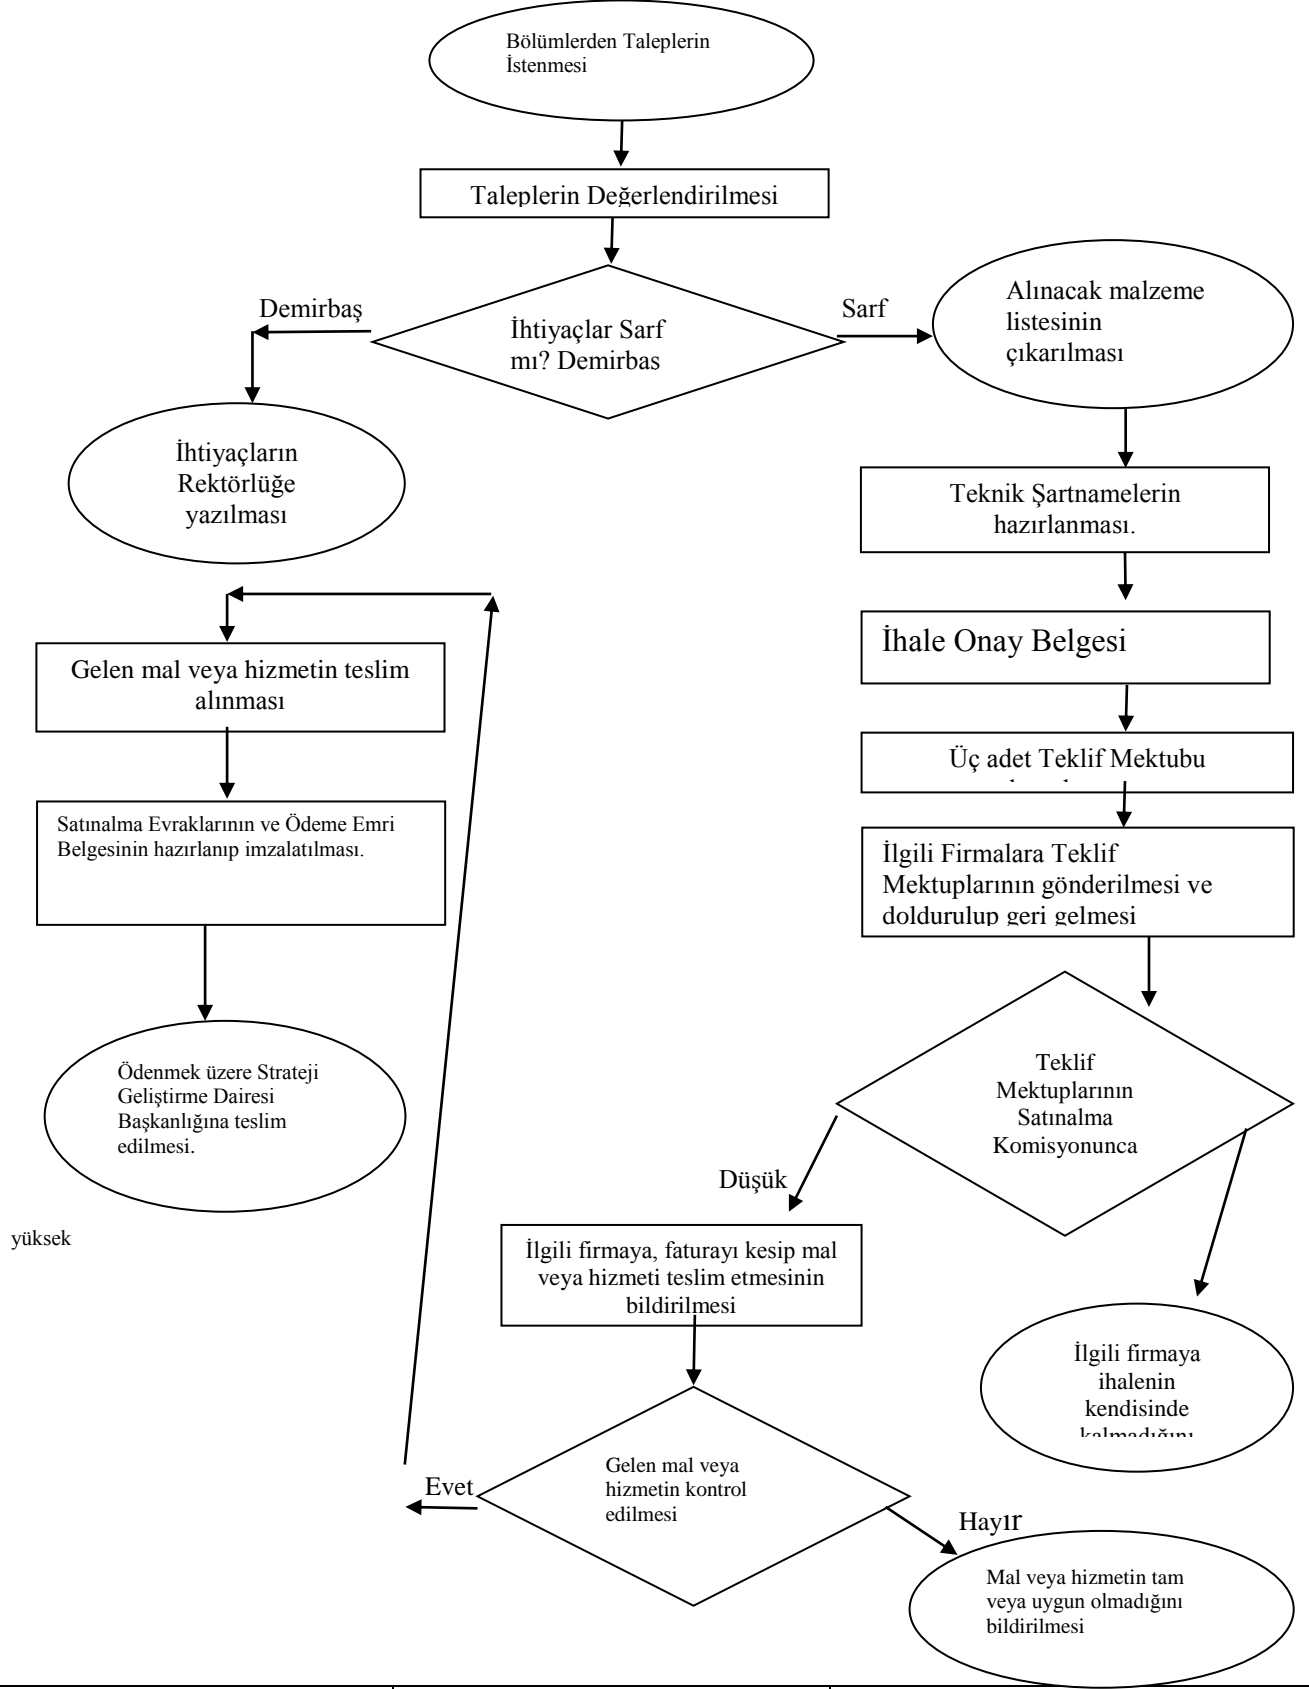 Bölümlerden Taleplerin
İstenmesi
Taleplerin Değerlendirilmesi
Demirbaş
İhtiyaçlar Sarf
mı? Demirbas
Sarf
Alınacak malzeme
listesinin
çıkarılması
İhtiyaçların
Rektörlüğe
yazılması
Teknik Şartnamelerin
hazırlanması.
İhale Onay Belgesi
Gelen mal veya hizmetin teslim
alınması
Üç adet Teklif Mektubu
Satınalma Evraklarının ve Ödeme Emri
Belgesinin hazırlanıp imzalatılması.
İlgili Firmalara Teklif
Mektuplarının gönderilmesi ve
doldurulup geri gelmesi
Ödenmek üzere Strateji
Geliştirme Dairesi
Başkanlığına teslim
edilmesi.
Teklif
Mektuplarının
Satınalma
Komisyonunca
Düşük
yüksek
İlgili firmaya, faturayı kesip mal
veya hizmeti teslim etmesinin
bildirilmesi
İlgili firmaya
ihalenin
kendisinde
kalmadığını
Evet
Gelen mal veya
hizmetin kontrol
edilmesi
Hayır
Mal veya hizmetin tam
veya uygun olmadığını
bildirilmesi